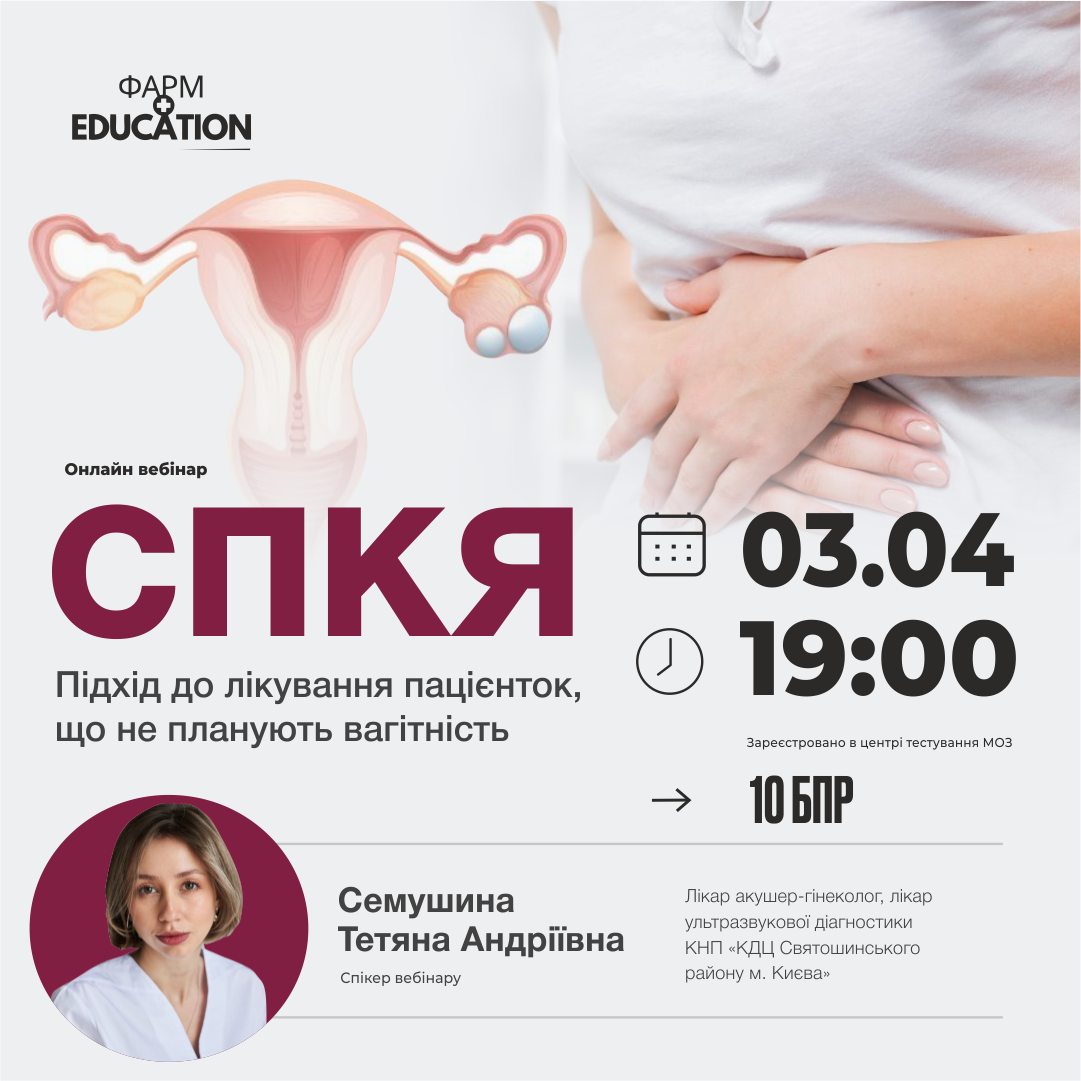 ФАРМ
EDUCATION
Онлайн вебінар
СПКЯ
Підхід до лікування пацієнток,
що не планують вагітність
03.04
19:00
Зареєстровано в центрі тестування МОЗ
10 БПР
Семушина
Тетяна Андріївна
Спікер вебінару
Лікар акушер-гінеколог, лікар
ультразвукової діагностики
КНП «КДЦ Святошинського
району м. Києва»